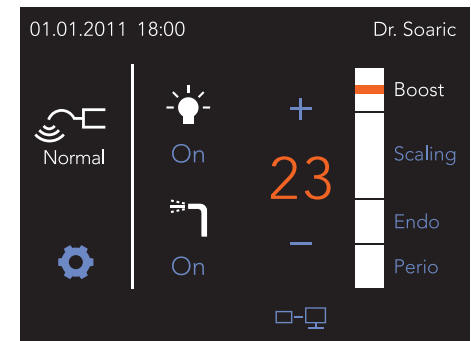 01.01.2011 18:00 Dr. Soaric
Normal
On
On
+
23
−
Boost
Scaling
Endo
Perio